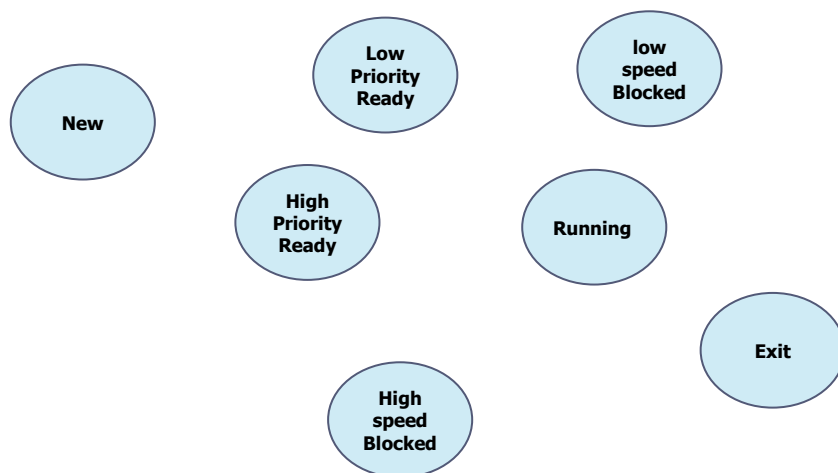 New
Low
Priority
Ready
low
speed
Blocked
High
Priority
Ready
Running
Exit
High
speed
Blocked